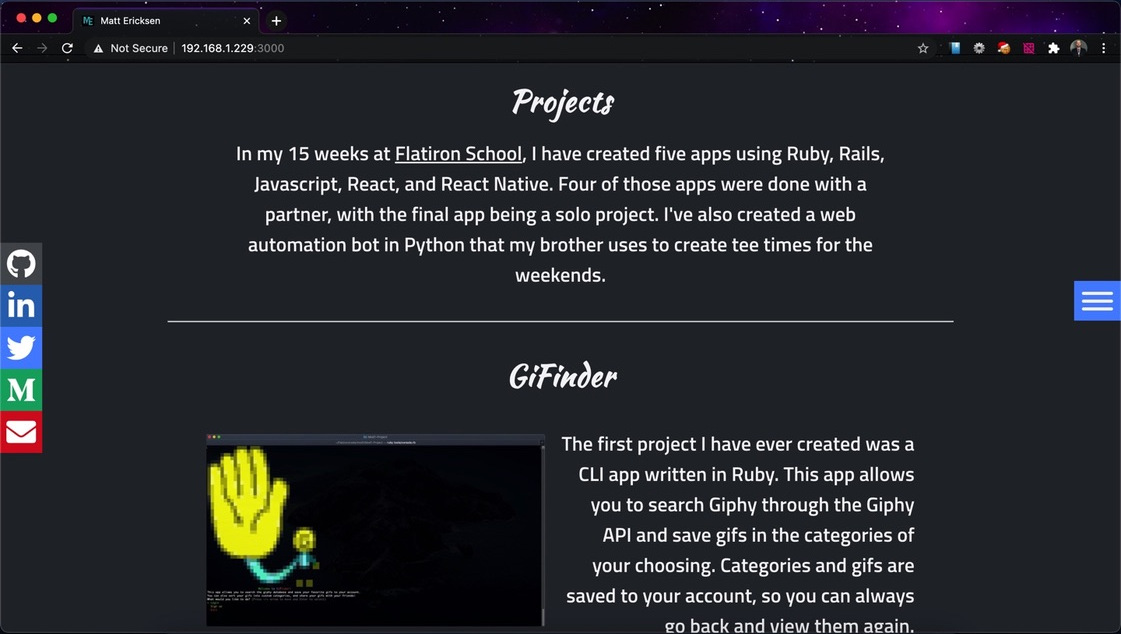 Matt Ericksen
Not Secure 192.168.1.229:3000
Projects
In my 15 weeks at Flatiron School, I have created five apps using Ruby, Rails,
Javascript, React, and React Native. Four of those apps were done with a
partner, with the final app being a solo project. I've also created a web
automation bot in Python that my brother uses to create tee times for the
weekends.
in
M
GiFinder
The first project I have ever created was a
CLI app written in Ruby. This app allows
you to search Giphy through the Giphy
API and save gifs in the categories of
your choosing. Categories and gifs are
saved to your account, so you can always
go back and view them again.